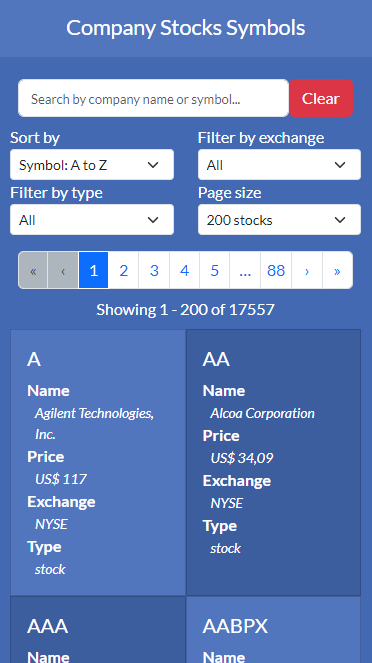 Company Stocks Symbols
Search by company name or symbol...
Clear
Sort by
Filter by exchange
Symbol: A to Z
All
Filter by type
Page size
All
200 stocks
« ‹ 1 2 3 4 5 ... 88 › »
Showing 1 - 200 of 17557
A
Name
Agilent Technologies,
Inc.
Price
US$ 117
Exchange
NYSE
Type
stock
AA
Name
Alcoa Corporation
Price
US$ 34,09
Exchange
NYSE
Type
stock
AAA
Name
AABPX
Name